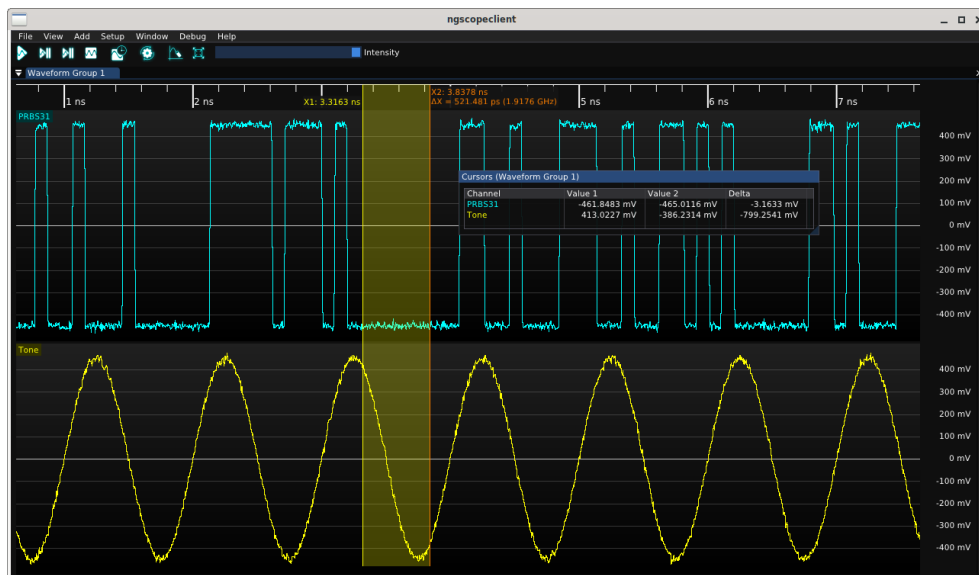 ngscopeclient
File View Add Setup Window Debug Help
Intensity
Waveform Group 1
X2: 3.8378 ns
1 ns 2 ns X1: 3.3163 ns ΔX = 521.481 ps (1.9176 GHz) 5 ns 6 ns 7 ns
PRBS31
400 mV
300 mV
200 mV
100 mV
0 mV
-100 mV
-200 mV
-300 mV
-400 mV
Cursors (Waveform Group 1)
Channel Value 1 Value 2 Delta
PRBS31 -461.8483 mV -465.0116 mV -3.1633 mV
Tone 413.0227 mV -386.2314 mV -799.2541 mV
Tone
400 mV
300 mV
200 mV
100 mV
0 mV
-100 mV
-200 mV
-300 mV
-400 mV